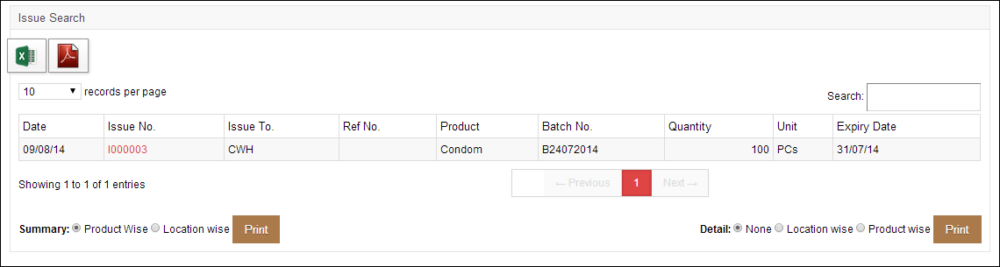 Issue Search
10 records per page
Search:
Date Issue No. Issue To. Ref No. Product Batch No. Quantity Unit Expiry Date
09/08/14 I000003 CWH Condom B24072014 100 PCs 31/07/14
Showing 1 to 1 of 1 entries
← Previous 1 Next →
Summary: Product Wise Location wise Print Detail: None Location wise Product wise Print